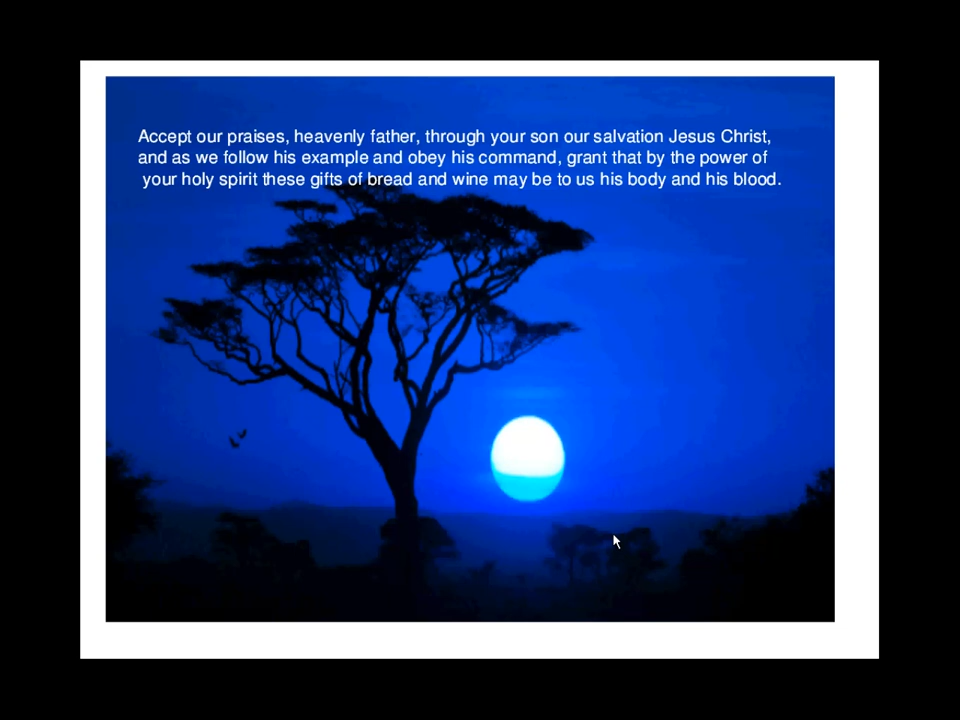 Accept our praises, heavenly father, through your son our salvation Jesus Christ,
and as we follow his example and obey his command, grant that by the power of
your holy spirit these gifts of bread and wine may be to us his body and his blood.